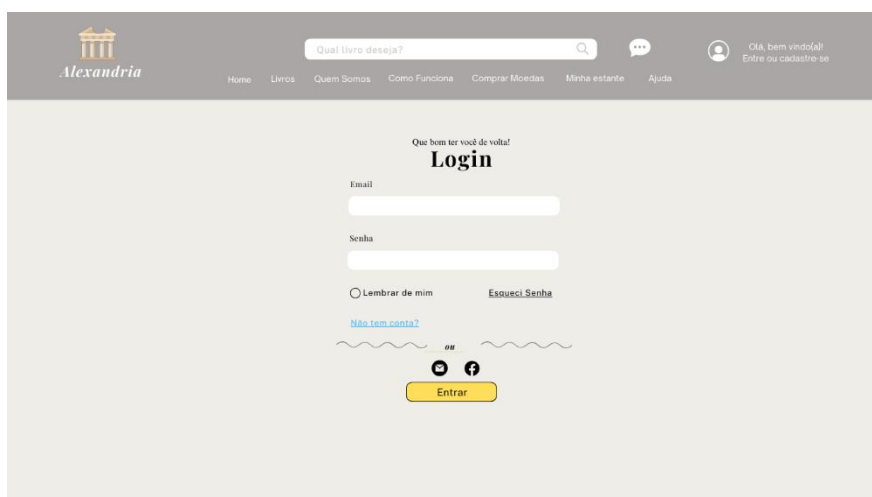 Alexandria
Qual livro deseja?
Olá, bem vindo(a)!
Entre ou cadastre-se
Home Livros Quem Somos Como Funciona Comprar Moedas Minha estante Ajuda
Que bom ter você de volta!
Login
Email
Senha
Lembrar de mim Esqueci Senha
Não tem conta?
ou
Entrar